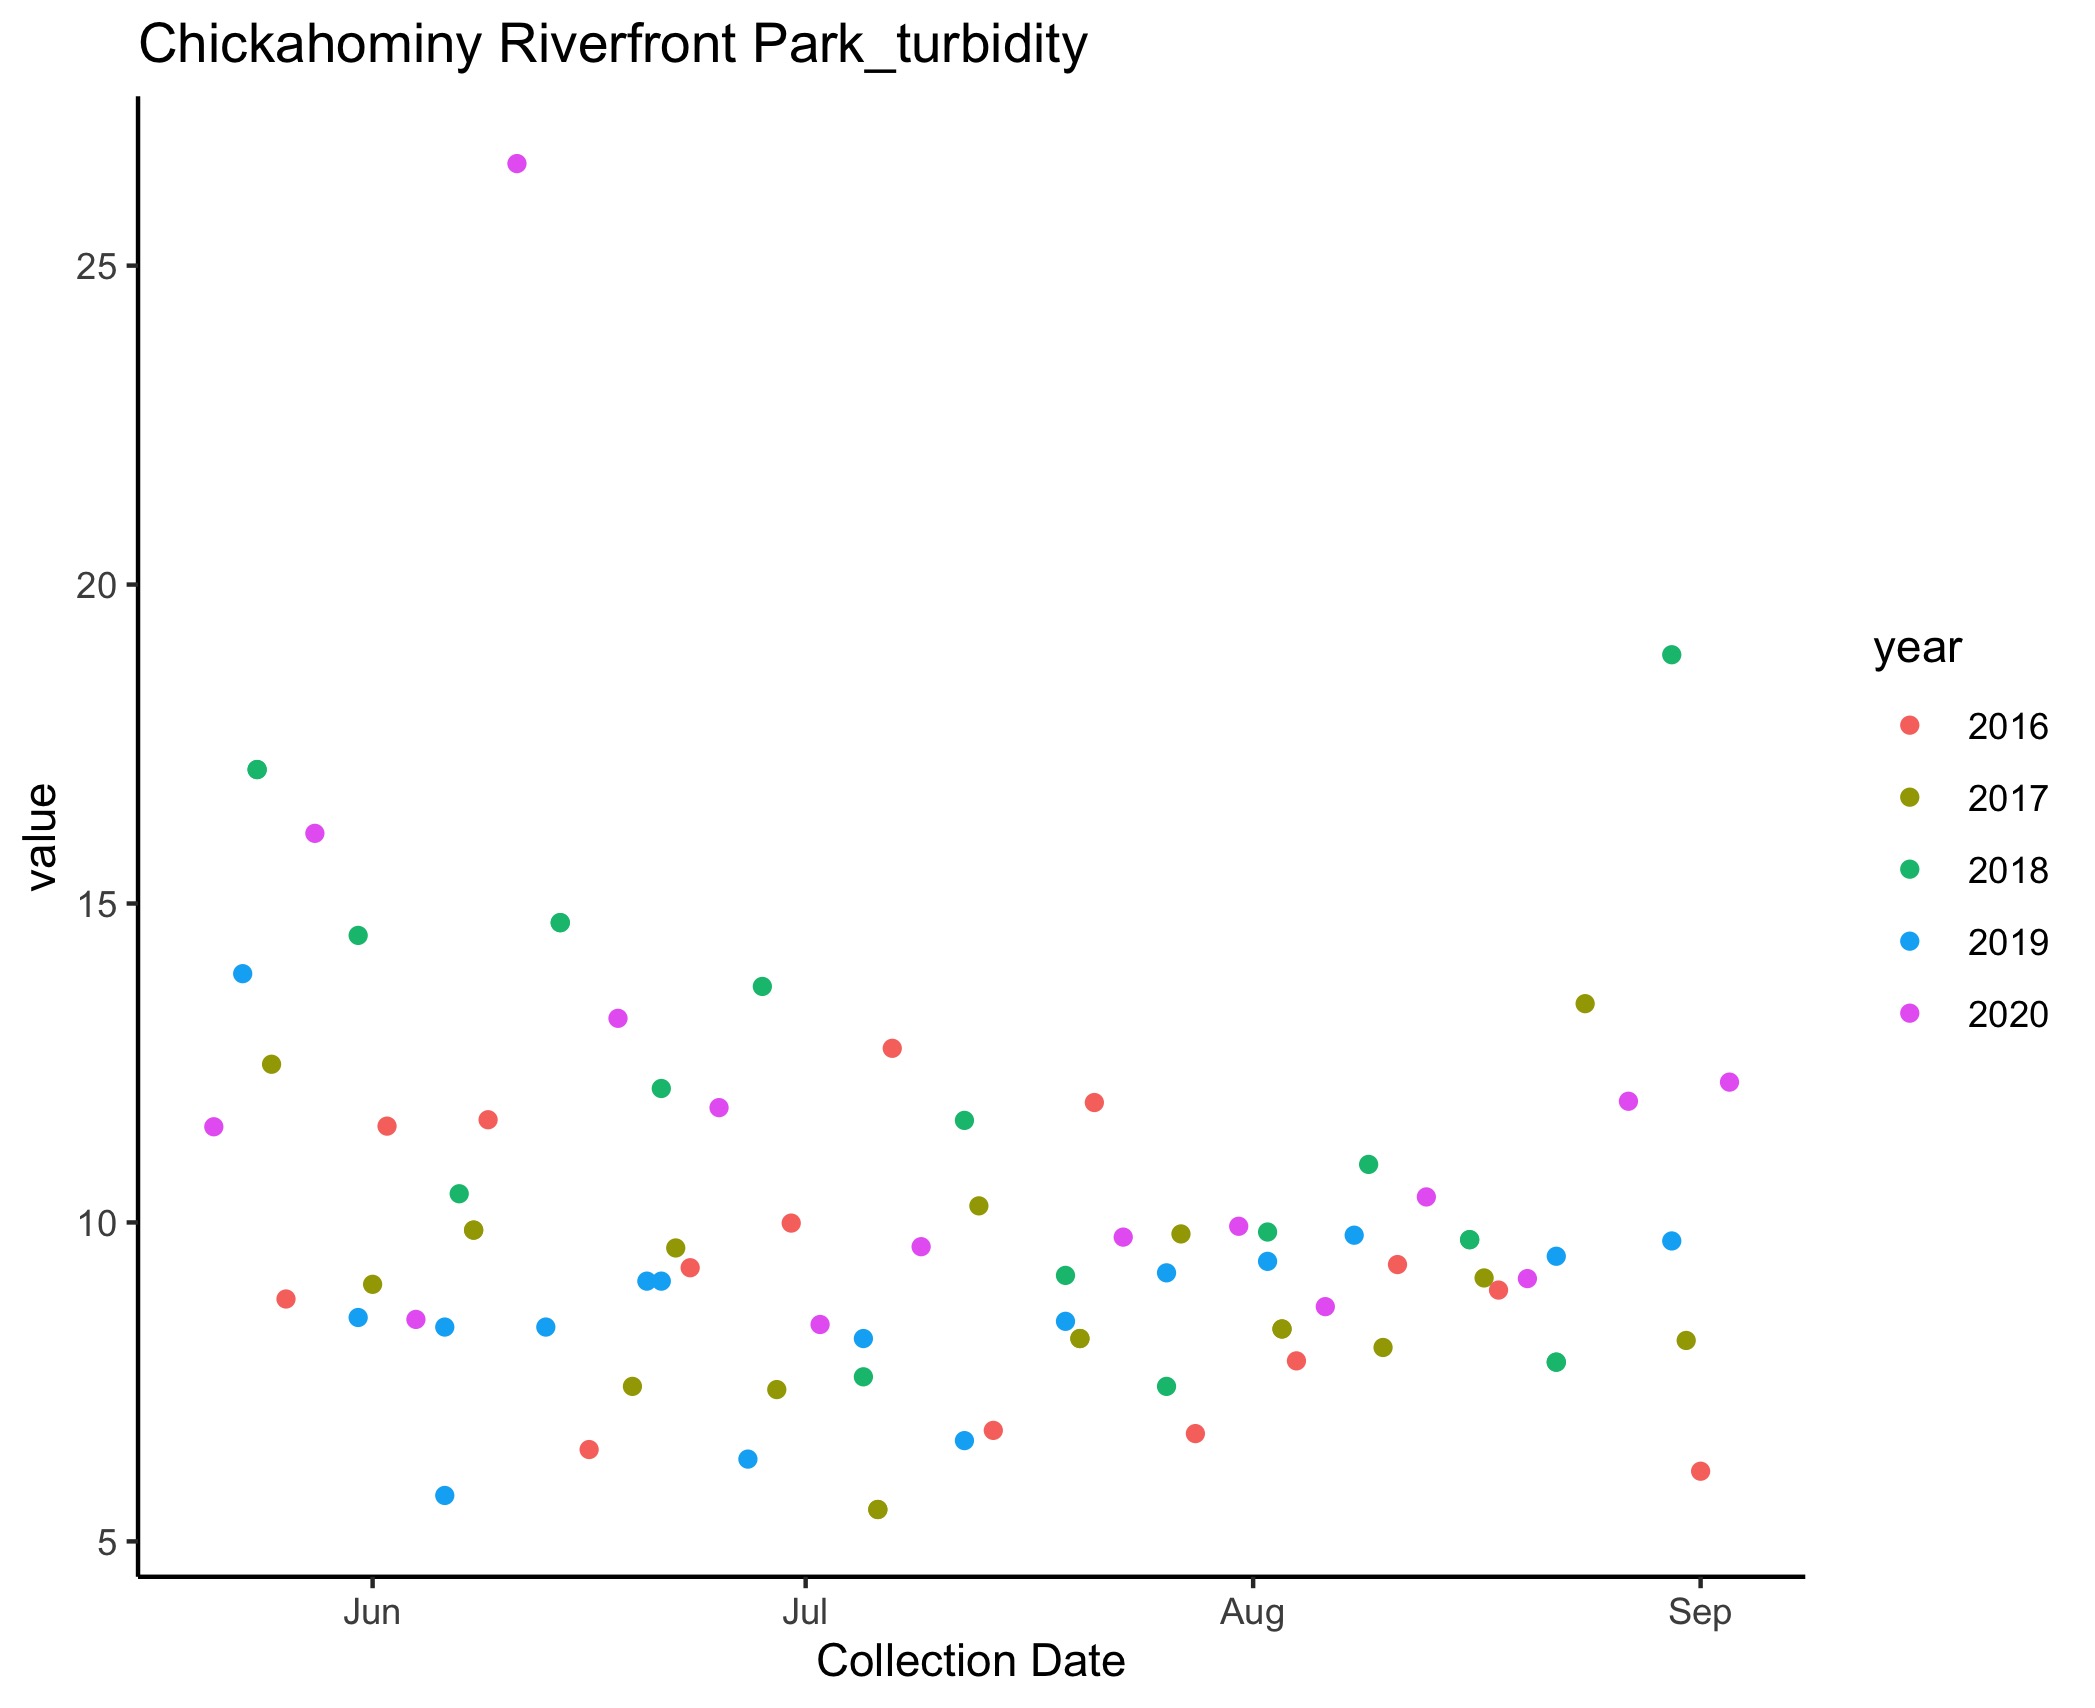 Chickahominy Riverfront Park_turbidity
25
20
15
10
5
value
Jun Jul Aug Sep
Collection Date
year
2016
2017
2018
2019
2020